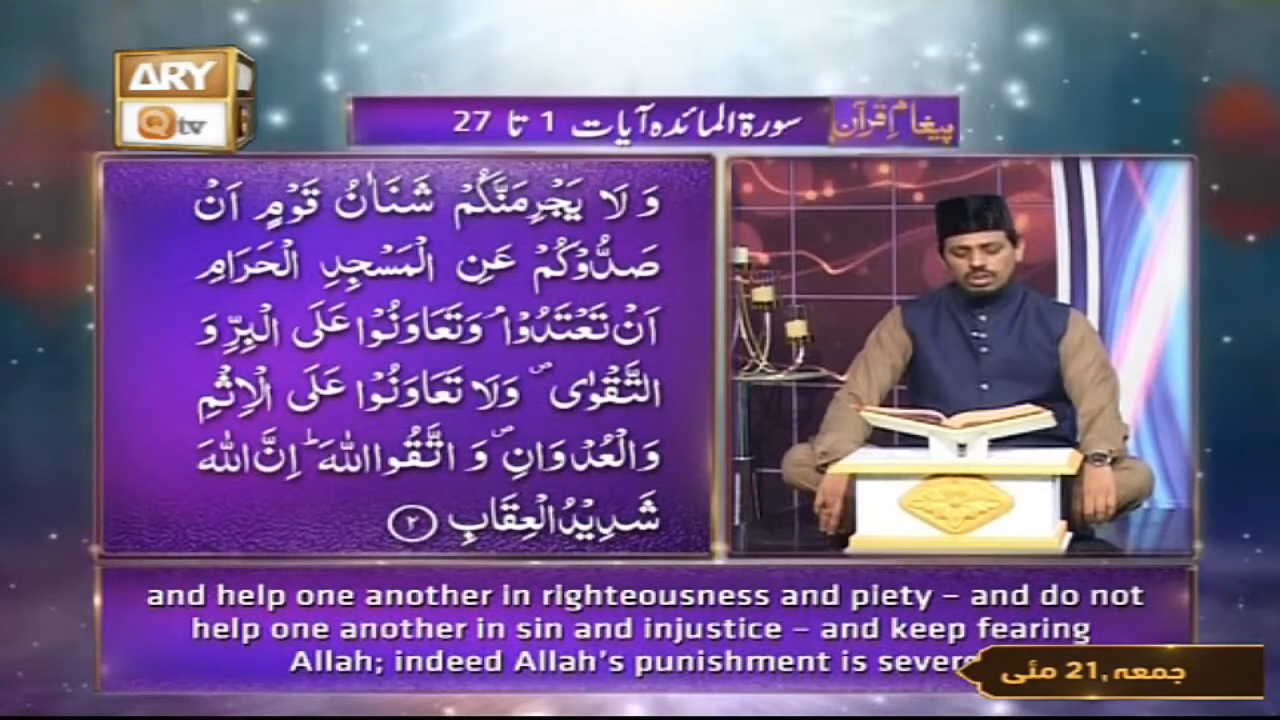 ARY
Qtv
پیغامِ قرآن
سورۃ المائدہ آیات 1 تا 27
وَ لَا یَجْرِمَنَّكُمْ شَنَاٰنُ قَوْمٍ اَنْ
صَدُّوْكُمْ عَنِ الْمَسْجِدِ الْحَرَامِ
اَنْ تَعْتَدُوْاۘ وَتَعَاوَنُوْا عَلَى الْبِرِّ وَ
التَّقْوٰى۪ وَلَا تَعَاوَنُوْا عَلَى الْاِثْمِ
وَالْعُدْوَانِ۪ وَ اتَّقُوا اللّٰهَؕ اِنَّ اللّٰهَ
شَدِیْدُ الْعِقَابِ ﴿۲﴾
and help one another in righteousness and piety – and do not
help one another in sin and injustice – and keep fearing
Allah; indeed Allah's punishment is severe
جمعہ, 21 مئی